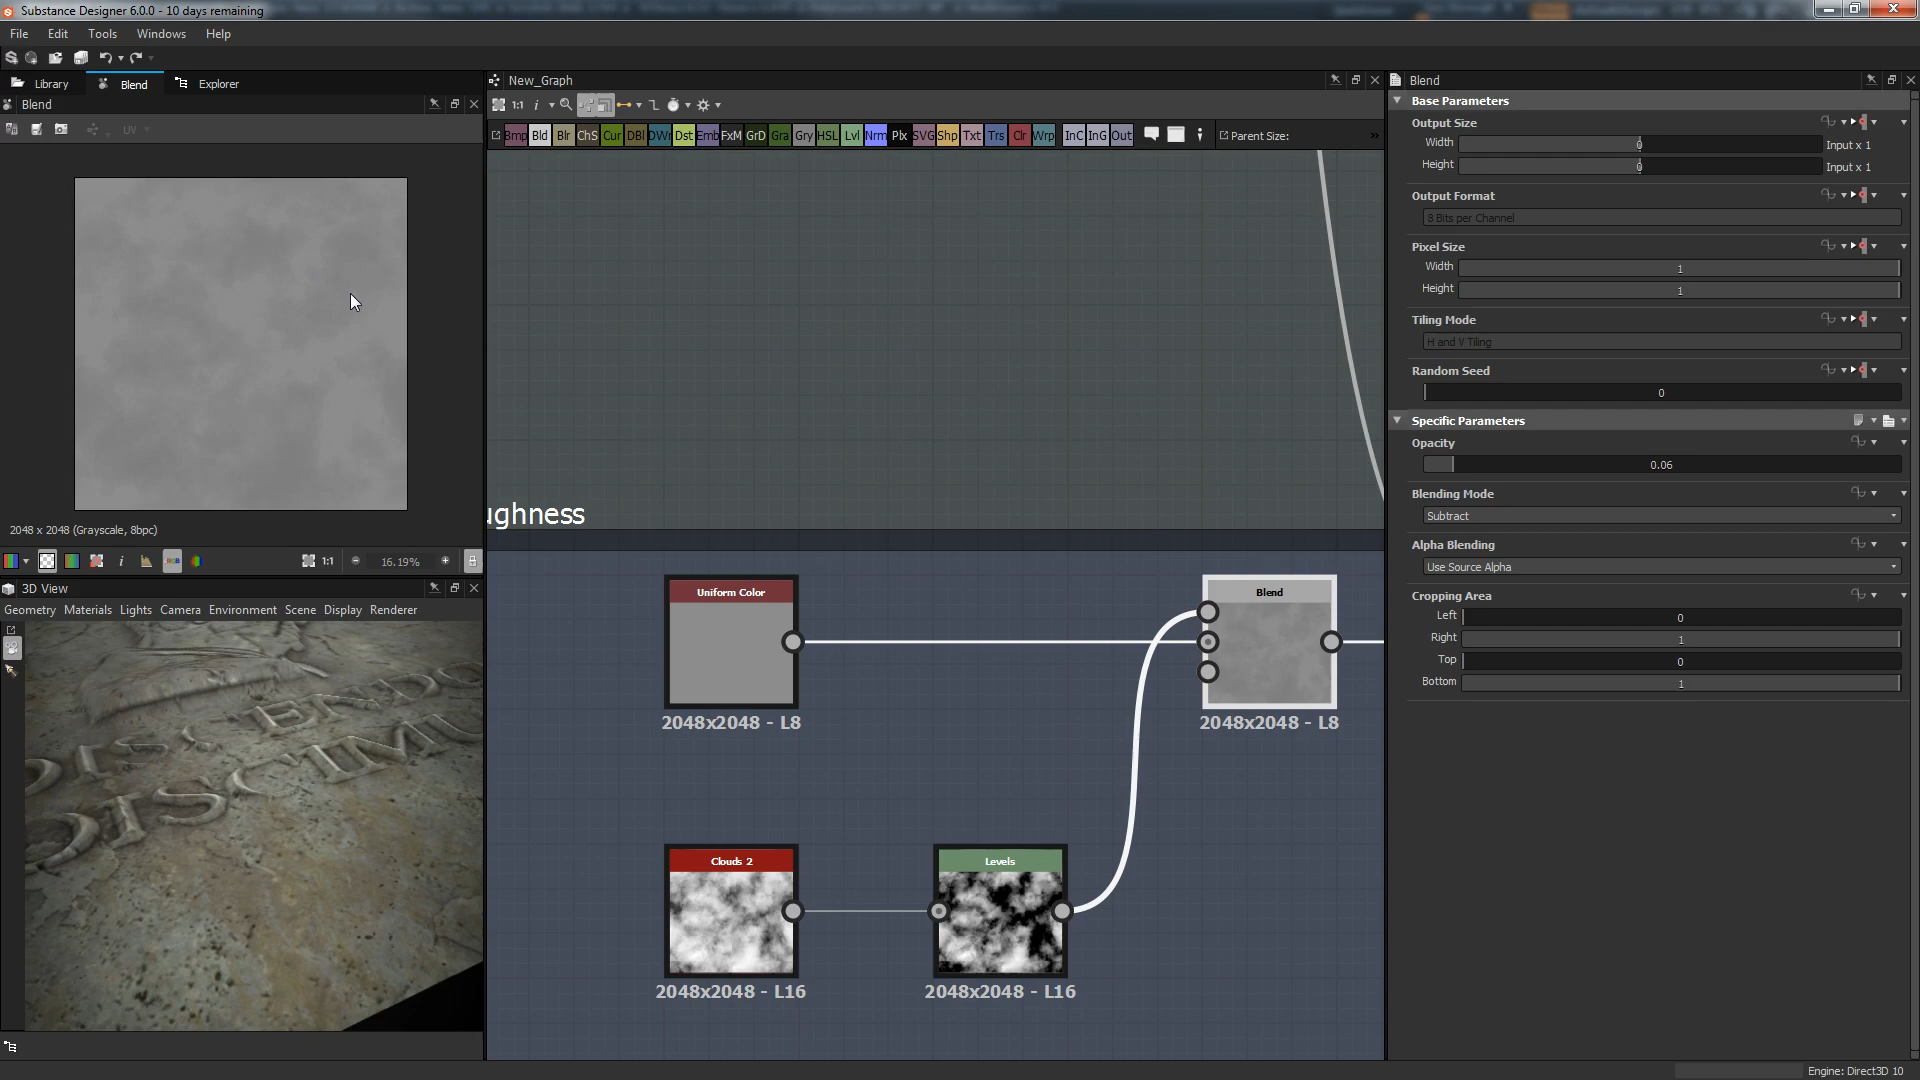 Substance Designer 6.0.0 - 10 days remaining
File Edit Tools Windows Help
Library Blend Explorer
Blend
UV
2048 x 2048 (Grayscale, 8bpc)
1:1 16.19%
3D View
Geometry Materials Lights Camera Environment Scene Display Renderer
New_Graph
1:1
Bmp Bld Blr ChS Cur DBl DWr Dst Emb FxM GrD Gra Gry HSL Lvl Nrm Plx SVG Shp Txt Trs Clr Wrp InC InG Out Parent Size: »
ughness
Uniform Color
2048x2048 - L8
Blend
2048x2048 - L8
Clouds 2
2048x2048 - L16
Levels
2048x2048 - L16
Blend
Base Parameters
Output Size
Width 0 Input x 1
Height 0 Input x 1
Output Format
8 Bits per Channel
Pixel Size
Width 1
Height 1
Tiling Mode
H and V Tiling
Random Seed
0
Specific Parameters
Opacity
0.06
Blending Mode
Subtract
Alpha Blending
Use Source Alpha
Cropping Area
Left 0
Right 1
Top 0
Bottom 1
Engine: Direct3D 10